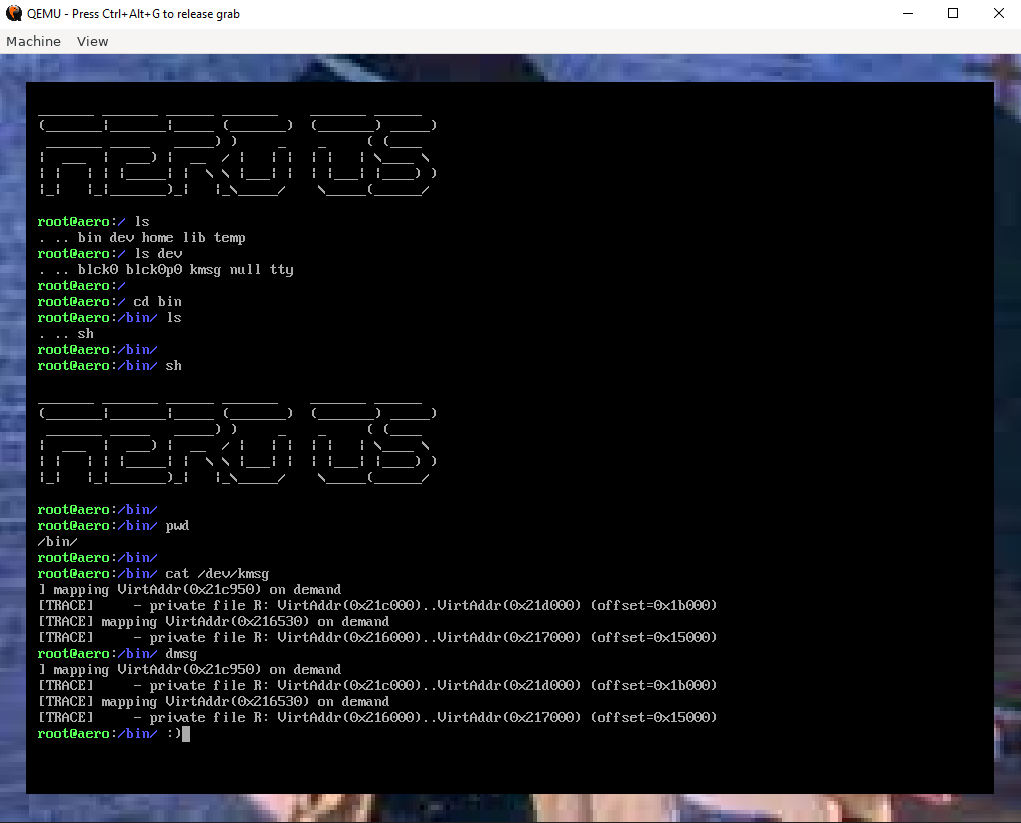 QEMU - Press Ctrl+Alt+G to release grab
Machine View
AERO OS
root@aero:/ ls
. .. bin dev home lib temp
root@aero:/ ls dev
. .. blck0 blck0p0 kmsg null tty
root@aero:/
root@aero:/ cd bin
root@aero:/bin/ ls
. .. sh
root@aero:/bin/
root@aero:/bin/ sh
AERO OS
root@aero:/bin/
root@aero:/bin/ pwd
/bin/
root@aero:/bin/
root@aero:/bin/ cat /dev/kmsg
] mapping VirtAddr(0x21c950) on demand
[TRACE]     - private file R: VirtAddr(0x21c000)..VirtAddr(0x21d000) (offset=0x1b000)
[TRACE] mapping VirtAddr(0x216530) on demand
[TRACE]     - private file R: VirtAddr(0x216000)..VirtAddr(0x217000) (offset=0x15000)
root@aero:/bin/ dmsg
] mapping VirtAddr(0x21c950) on demand
[TRACE]     - private file R: VirtAddr(0x21c000)..VirtAddr(0x21d000) (offset=0x1b000)
[TRACE] mapping VirtAddr(0x216530) on demand
[TRACE]     - private file R: VirtAddr(0x216000)..VirtAddr(0x217000) (offset=0x15000)
root@aero:/bin/ :)